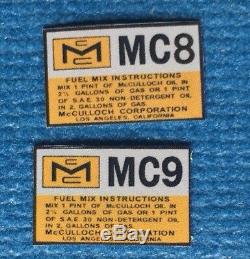 MC8
FUEL MIX INSTRUCTIONS
MIX 1 PINT OF McCULLOCH OIL IN
2½ GALLONS OF GAS OR 1 PINT
OF S.A.E. 30 NON-DETERGENT OIL
IN 2 GALLONS OF GAS.
McCULLOCH CORPORATION
LOS ANGELES, CALIFORNIA
MC9
FUEL MIX INSTRUCTIONS
MIX 1 PINT OF McCULLOCH OIL IN
2½ GALLONS OF GAS OR 1 PINT
OF S.A.E. 30 NON-DETERGENT OIL
IN 2 GALLONS OF GAS.
McCULLOCH CORPORATION
LOS ANGELES, CALIFORNIA